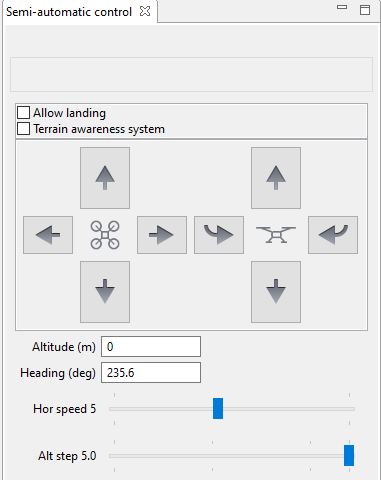 Semi-automatic control
Allow landing
Terrain awareness system
Altitude (m) 0
Heading (deg) 235.6
Hor speed 5
Alt step 5.0